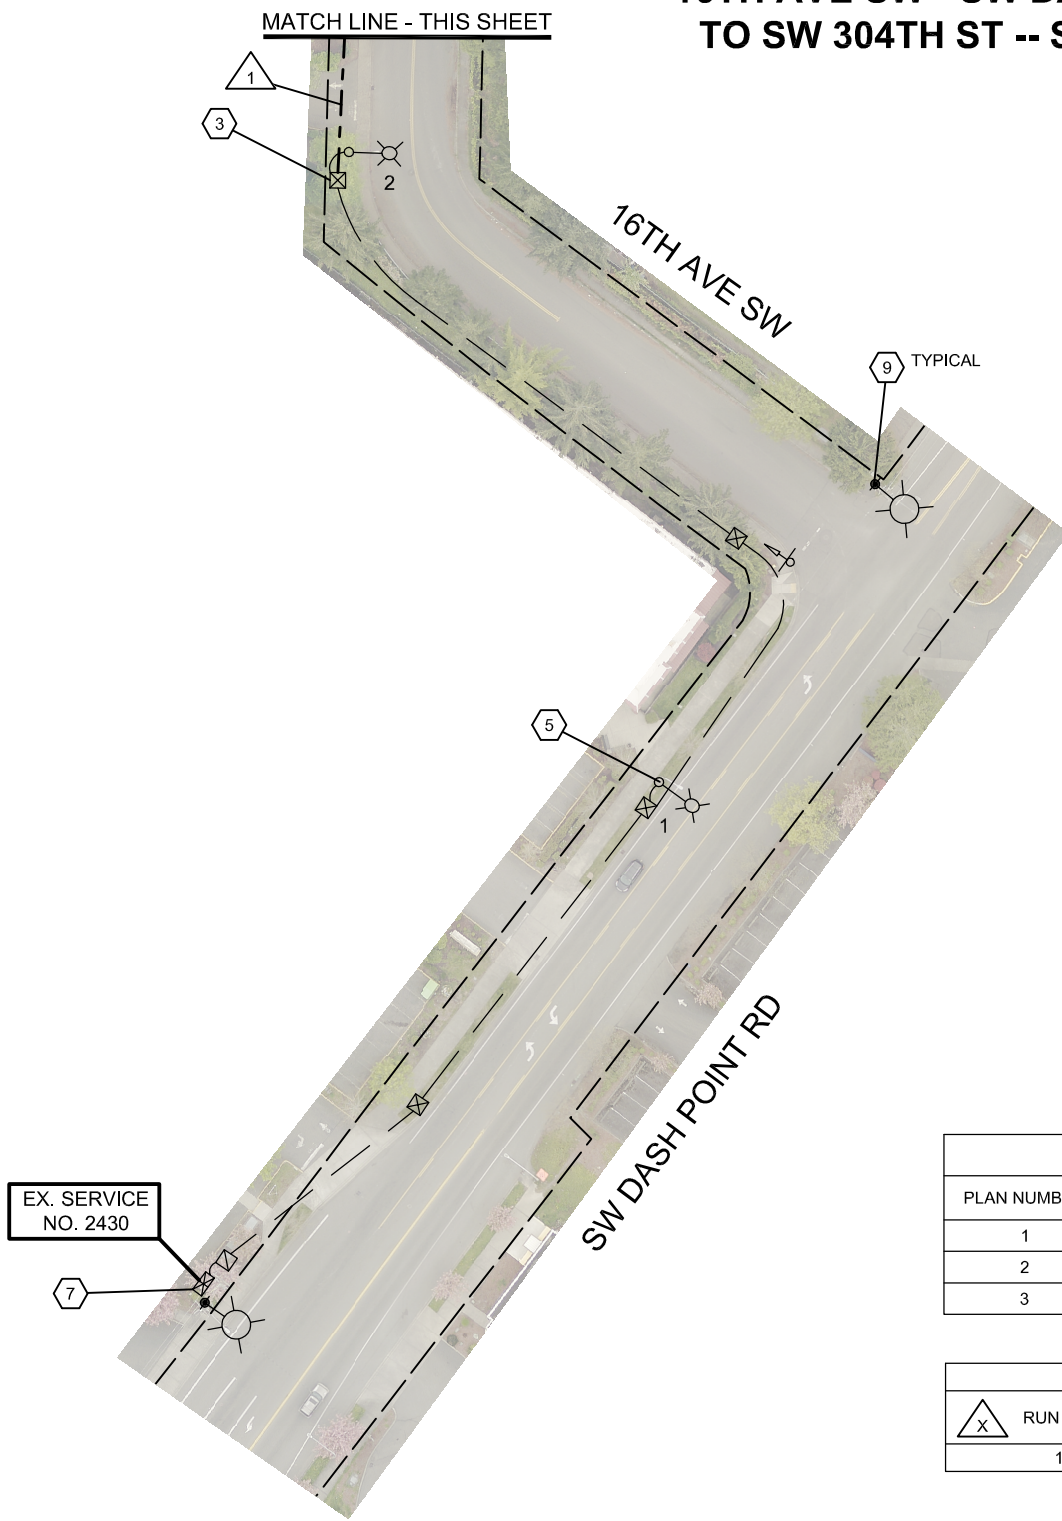 MATCH LINE - THIS SHEET
TO SW 304TH ST -- S
1
3
2
16TH AVE SW
9 TYPICAL
5
1
SW DASH POINT RD
EX. SERVICE
NO. 2430
7
PLAN NUMB
1
2
3
X RUN
1